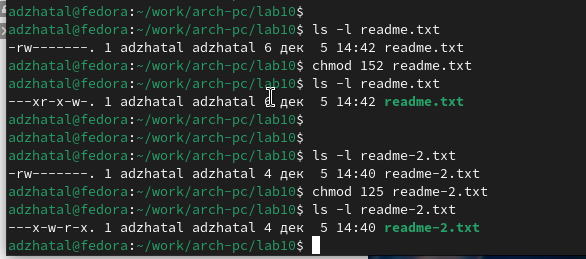 adzhatal@fedora:~/work/arch-pc/lab10$
adzhatal@fedora:~/work/arch-pc/lab10$ ls -l readme.txt
-rw-------. 1 adzhatal adzhatal 6 дек  5 14:42 readme.txt
adzhatal@fedora:~/work/arch-pc/lab10$ chmod 152 readme.txt
adzhatal@fedora:~/work/arch-pc/lab10$ ls -l readme.txt
---xr-x-w-. 1 adzhatal adzhatal 6 дек  5 14:42 readme.txt
adzhatal@fedora:~/work/arch-pc/lab10$
adzhatal@fedora:~/work/arch-pc/lab10$
adzhatal@fedora:~/work/arch-pc/lab10$ ls -l readme-2.txt
-rw-------. 1 adzhatal adzhatal 4 дек  5 14:40 readme-2.txt
adzhatal@fedora:~/work/arch-pc/lab10$ chmod 125 readme-2.txt
adzhatal@fedora:~/work/arch-pc/lab10$ ls -l readme-2.txt
---x-w-r-x. 1 adzhatal adzhatal 4 дек  5 14:40 readme-2.txt
adzhatal@fedora:~/work/arch-pc/lab10$